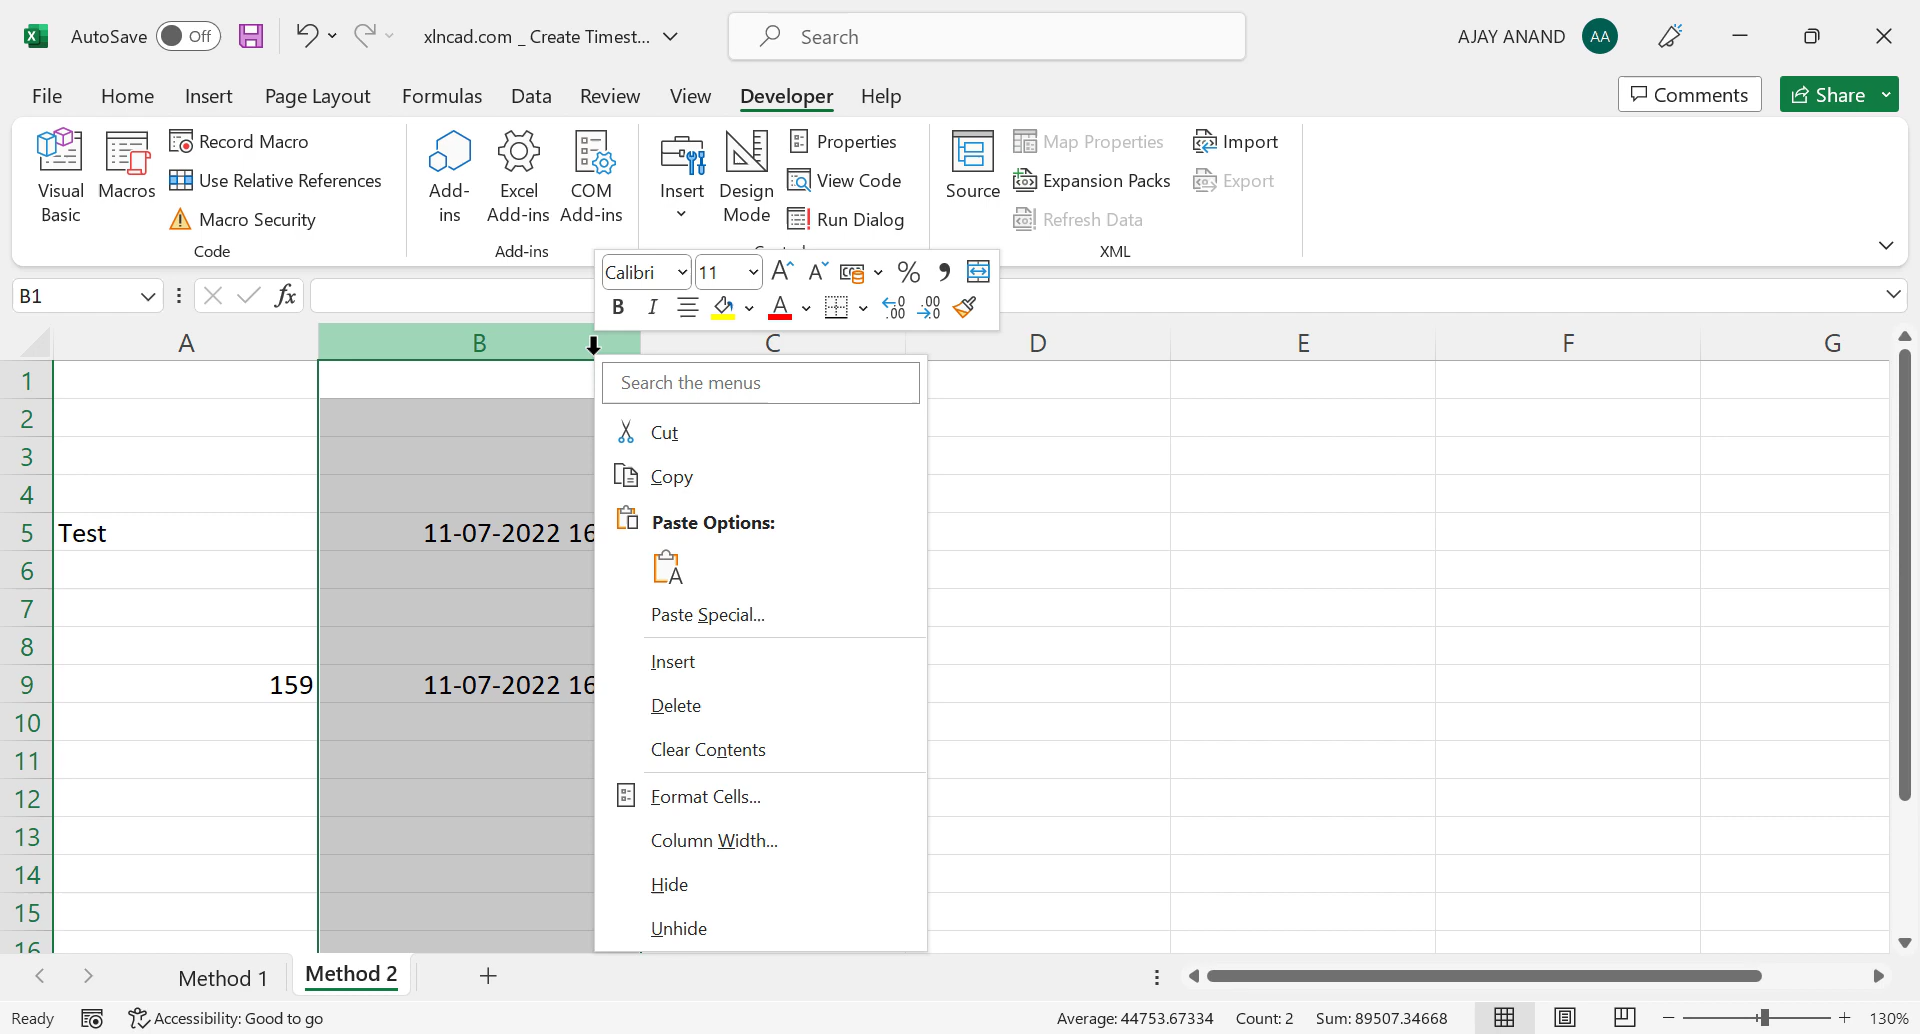 AutoSave Off xlncad.com _ Create Timest... Search AJAY ANAND AA
File Home Insert Page Layout Formulas Data Review View Developer Help Comments Share
Visual Basic
Macros
Record Macro
Use Relative References
Macro Security
Code
Add-ins
Excel Add-ins
COM Add-ins
Add-ins
Insert
Design Mode
Properties
View Code
Run Dialog
Source
Map Properties
Expansion Packs
Refresh Data
Import
Export
XML
Calibri 11 A A % ,
B I A .00 .00
B1 fx
A B C D E F G
1
2
3
4
5 Test 11-07-2022 16
6
7
8
9 159 11-07-2022 16
10
11
12
13
14
15
16
Search the menus
Cut
Copy
Paste Options:
A
Paste Special...
Insert
Delete
Clear Contents
Format Cells...
Column Width...
Hide
Unhide
Method 1 Method 2 +
Ready Accessibility: Good to go Average: 44753.67334 Count: 2 Sum: 89507.34668 130%